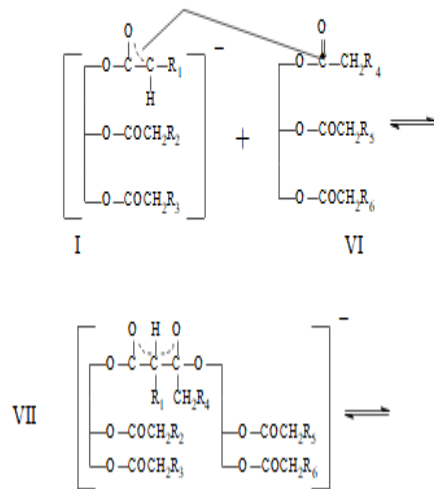 O O
—O—C—C—R₁ − —O—C—CH₂R₄
H
—O—COCH₂R₂ + —O—COCH₂R₅ ⇌
—O—COCH₂R₃ —O—COCH₂R₆
I VI
O H O −
—O—C—C—C—O—
R₁ CH₂R₄
VII —O—COCH₂R₂ —O—COCH₂R₅ ⇌
—O—COCH₂R₃ —O—COCH₂R₆